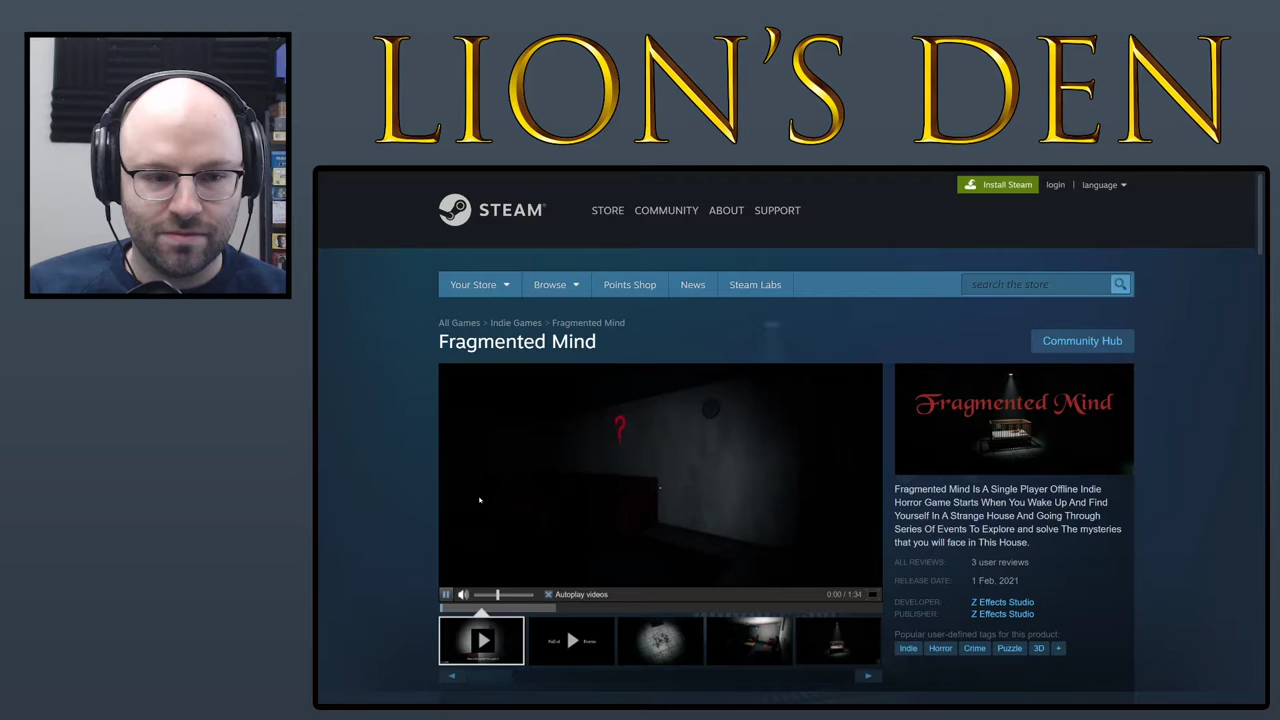 LION'S DEN
Install Steam login | language
STEAM®
STORE COMMUNITY ABOUT SUPPORT
Your Store Browse Points Shop News Steam Labs search the store
All Games > Indie Games > Fragmented Mind
Fragmented Mind
Community Hub
?
Fragmented Mind
Fragmented Mind Is A Single Player Offline Indie
Horror Game Starts When You Wake Up And Find
Yourself In A Strange House And Going Through
Series Of Events To Explore and solve The mysteries
that you will face in This House.
ALL REVIEWS: 3 user reviews
RELEASE DATE: 1 Feb, 2021
DEVELOPER: Z Effects Studio
PUBLISHER: Z Effects Studio
Popular user-defined tags for this product:
Indie Horror Crime Puzzle 3D +
Autoplay videos 0:00 / 1:34
Full of Events